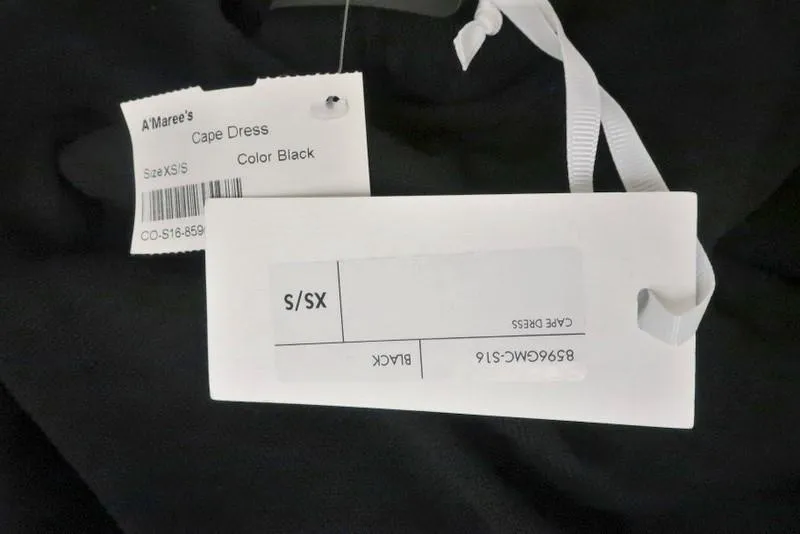 A'Maree's
Cape Dress
Color Black
Size XS/S
CO-S16-859
8596GMC-S16
BLACK
CAPE DRESS
XS/S